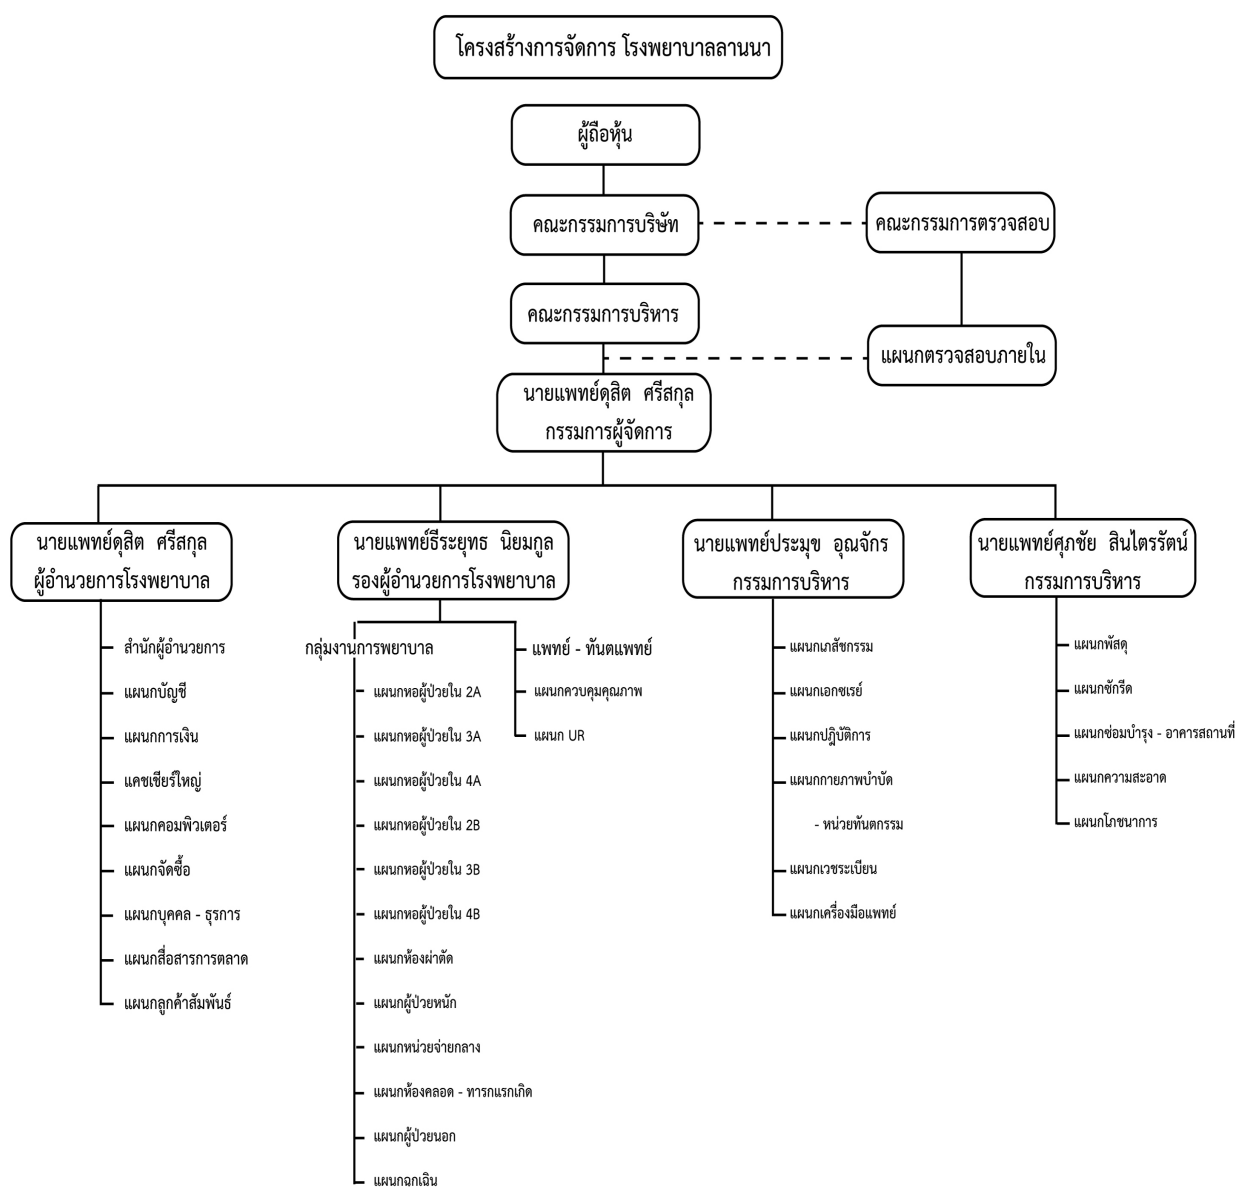 โครงสร้างการจัดการ โรงพยาบาลลานนา
ผู้ถือหุ้น
คณะกรรมการบริษัท
คณะกรรมการตรวจสอบ
คณะกรรมการบริหาร
แผนกตรวจสอบภายใน
นายแพทย์ดุสิต ศรีสกุล
กรรมการผู้จัดการ
นายแพทย์ดุสิต ศรีสกุล
ผู้อำนวยการโรงพยาบาล
สำนักผู้อำนวยการ
แผนกบัญชี
แผนกการเงิน
แคชเชียร์ใหญ่
แผนกคอมพิวเตอร์
แผนกจัดซื้อ
แผนกบุคคล - ธุรการ
แผนกสื่อสารการตลาด
แผนกลูกค้าสัมพันธ์
นายแพทย์ธีระยุทธ นิยมกูล
รองผู้อำนวยการโรงพยาบาล
กลุ่มงานการพยาบาล
แผนกหอผู้ป่วยใน 2A
แผนกหอผู้ป่วยใน 3A
แผนกหอผู้ป่วยใน 4A
แผนกหอผู้ป่วยใน 2B
แผนกหอผู้ป่วยใน 3B
แผนกหอผู้ป่วยใน 4B
แผนกห้องผ่าตัด
แผนกผู้ป่วยหนัก
แผนกหน่วยจ่ายกลาง
แผนกห้องคลอด - ทารกแรกเกิด
แผนกผู้ป่วยนอก
แผนกฉุกเฉิน
แพทย์ - ทันตแพทย์
แผนกควบคุมคุณภาพ
แผนก UR
นายแพทย์ประมุข อุณจักร
กรรมการบริหาร
แผนกเภสัชกรรม
แผนกเอกซเรย์
แผนกปฎิบัติการ
แผนกกายภาพบำบัด
- หน่วยทันตกรรม
แผนกเวชระเบียน
แผนกเครื่องมือแพทย์
นายแพทย์ศุภชัย สินไตรรัตน์
กรรมการบริหาร
แผนกพัสดุ
แผนกซักรีด
แผนกซ่อมบำรุง - อาคารสถานที่
แผนกความสะอาด
แผนกโภชนาการ